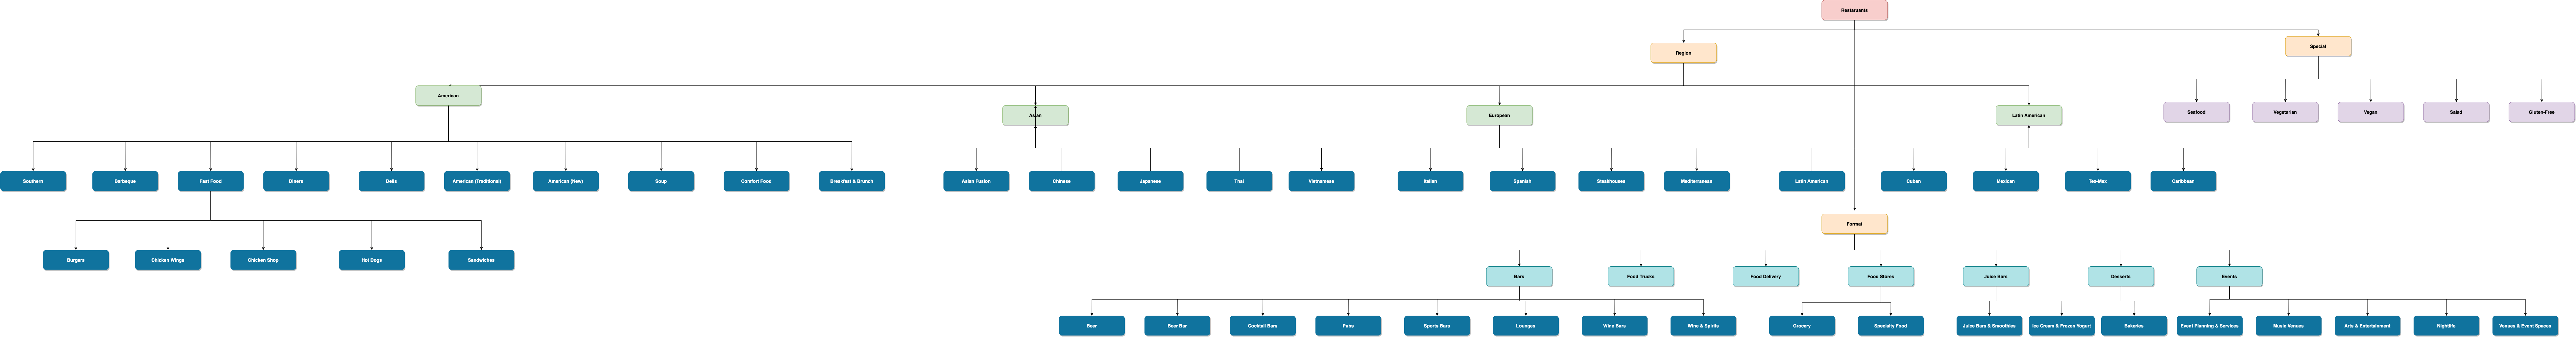 Restaruants
Region
Special
American
Asian
European
Latin American
Seafood
Vegetarian
Vegan
Salad
Gluten-Free
Southern
Barbeque
Fast Food
Diners
Delis
American (Traditional)
American (New)
Soup
Comfort Food
Breakfast & Brunch
Asian Fusion
Chinese
Japanese
Thai
Vietnamese
Italian
Spanish
Steakhouses
Mediterranean
Latin American
Cuban
Mexican
Tex-Mex
Caribbean
Format
Burgers
Chicken Wings
Chicken Shop
Hot Dogs
Sandwiches
Bars
Food Trucks
Food Delivery
Food Stores
Juice Bars
Desserts
Events
Beer
Beer Bar
Cocktail Bars
Pubs
Sports Bars
Lounges
Wine Bars
Wine & Spirits
Grocery
Specialty Food
Juice Bars & Smoothies
Ice Cream & Frozen Yogurt
Bakeries
Event Planning & Services
Music Venues
Arts & Entertainment
Nightlife
Venues & Event Spaces